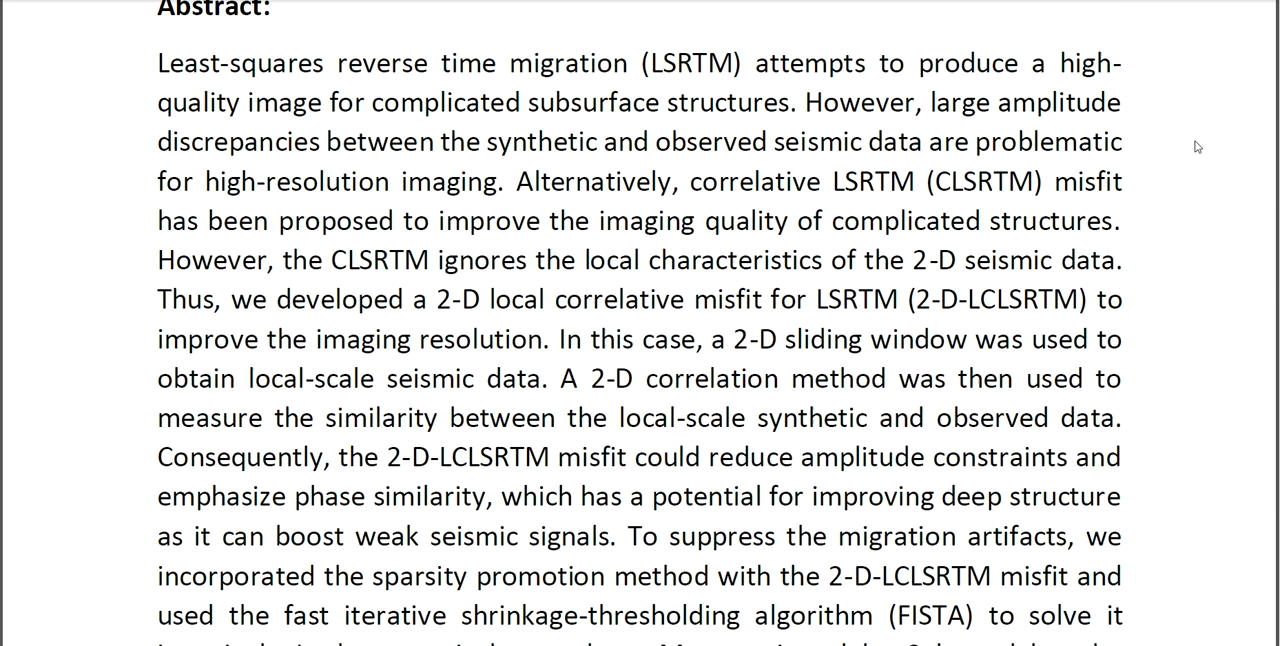 Abstract:
Least-squares reverse time migration (LSRTM) attempts to produce a high-
quality image for complicated subsurface structures. However, large amplitude
discrepancies between the synthetic and observed seismic data are problematic
for high-resolution imaging. Alternatively, correlative LSRTM (CLSRTM) misfit
has been proposed to improve the imaging quality of complicated structures.
However, the CLSRTM ignores the local characteristics of the 2-D seismic data.
Thus, we developed a 2-D local correlative misfit for LSRTM (2-D-LCLSRTM) to
improve the imaging resolution. In this case, a 2-D sliding window was used to
obtain local-scale seismic data. A 2-D correlation method was then used to
measure the similarity between the local-scale synthetic and observed data.
Consequently, the 2-D-LCLSRTM misfit could reduce amplitude constraints and
emphasize phase similarity, which has a potential for improving deep structure
as it can boost weak seismic signals. To suppress the migration artifacts, we
incorporated the sparsity promotion method with the 2-D-LCLSRTM misfit and
used the fast iterative shrinkage-thresholding algorithm (FISTA) to solve it